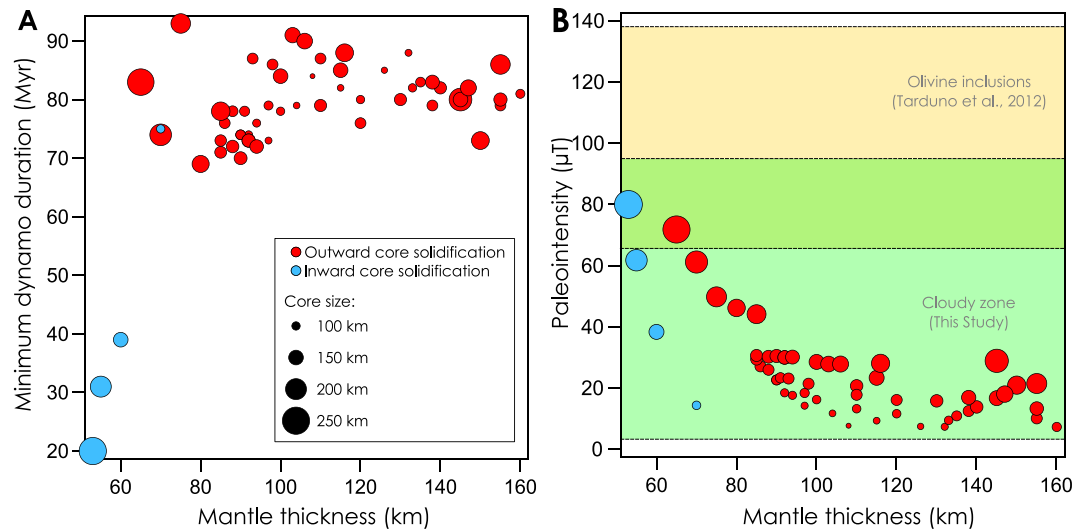 A
Minimum dynamo duration (Myr)
90
80
70
60
50
40
30
20
60 80 100 120 140 160
Mantle thickness (km)
Outward core solidification
Inward core solidification
Core size:
100 km
150 km
200 km
250 km
B
Paleointensity (µT)
140
120
100
80
60
40
20
0
60 80 100 120 140 160
Mantle thickness (km)
Olivine inclusions
(Tarduno et al., 2012)
Cloudy zone
(This Study)